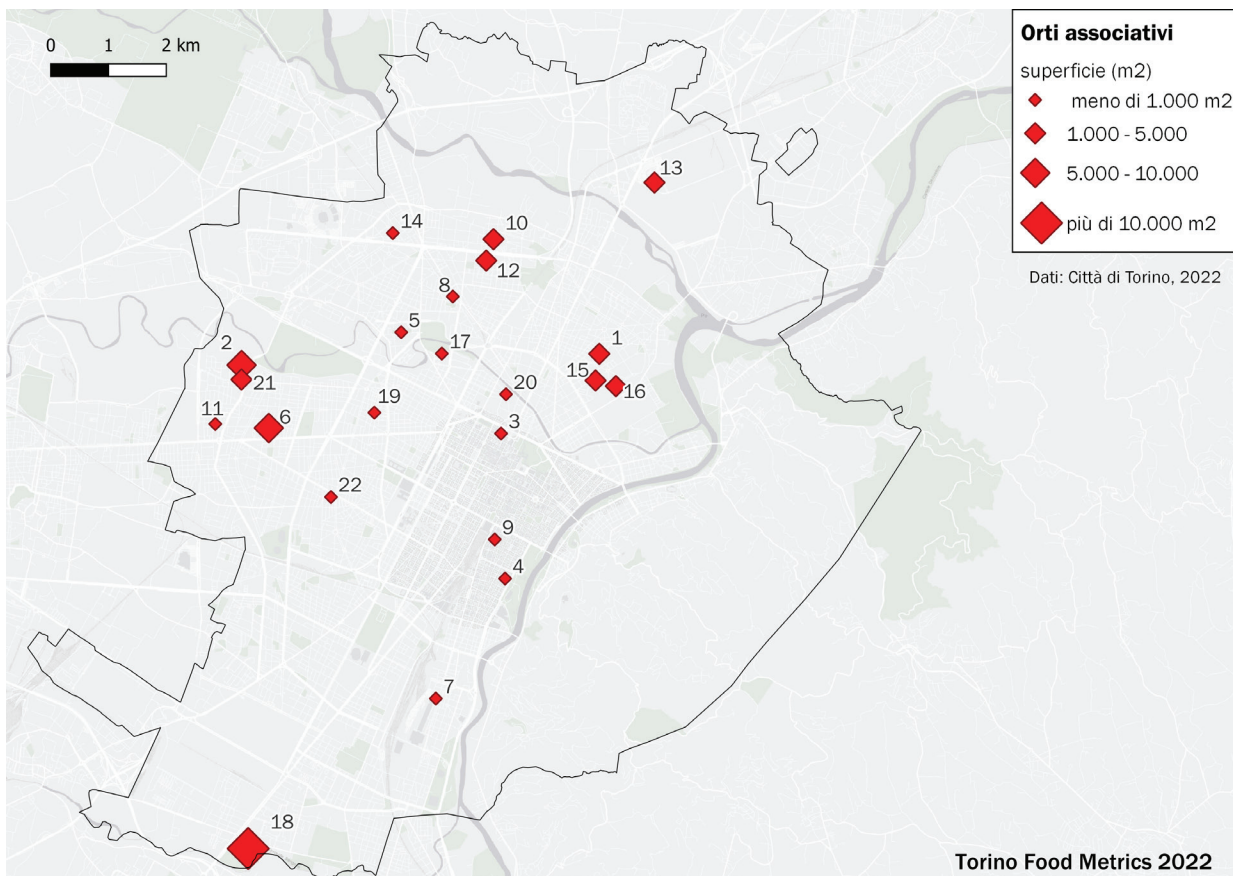 0 1 2 km
Orti associativi
superficie (m2)
meno di 1.000 m2
1.000 - 5.000
5.000 - 10.000
più di 10.000 m2
Dati: Città di Torino, 2022
13
14
10
12
8
5
17
1
2
21
15
16
20
19
11
6
3
22
9
4
7
18
Torino Food Metrics 2022